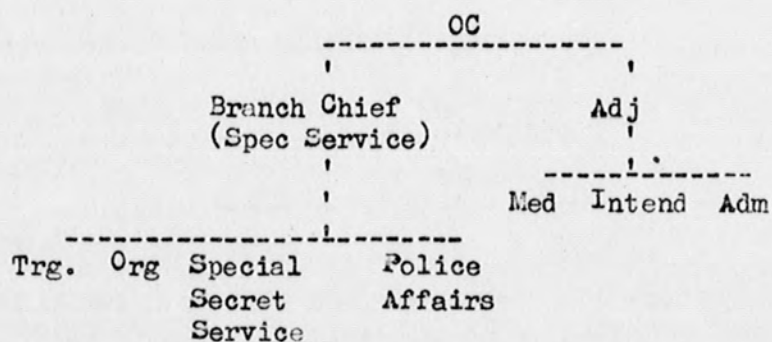 OC
Branch Chief Adj
(Spec Service)
Med Intend Adm
Trg. Org Special Police
Secret Affairs
Service